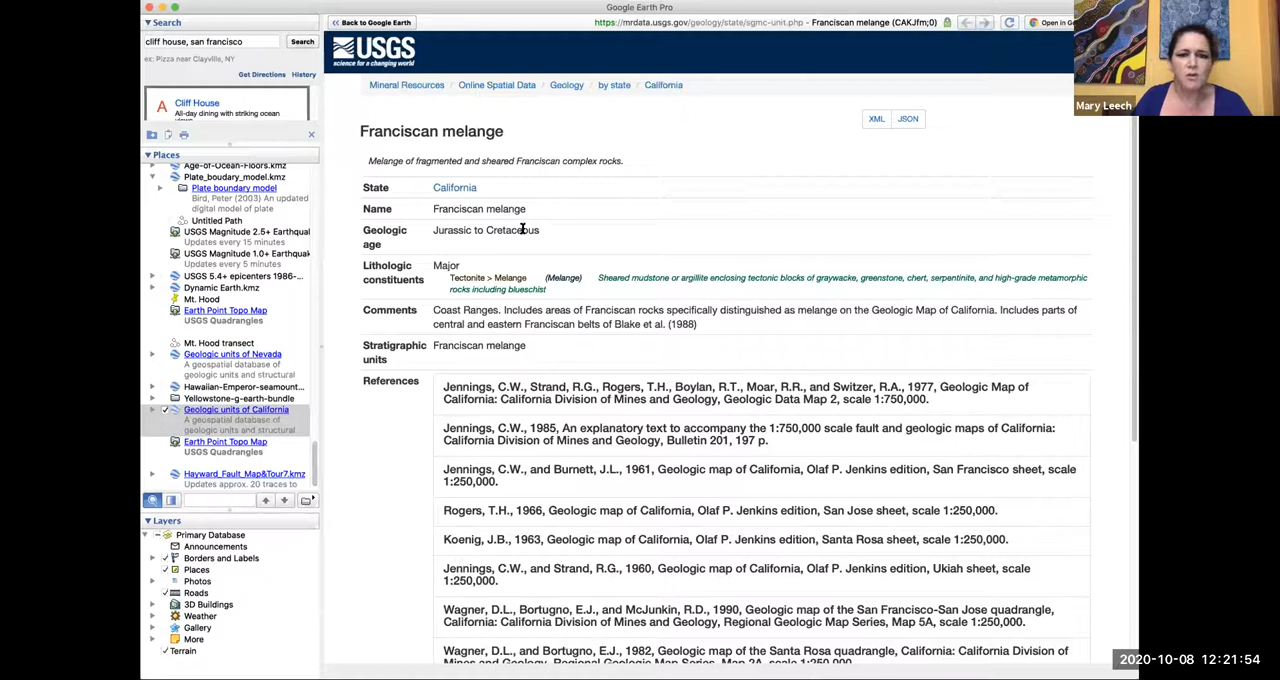 Google Earth Pro
Search
cliff house, san francisco
Search
ex: Pizza near Clayville, NY
Get Directions
History
A
Cliff House
All-day dining with striking ocean
views
Places
Age-of-Ocean-Floors.kmz
Plate_boudary_model.kmz
Plate boundary model
Bird, Peter (2003) An updated
digital model of plate
Untitled Path
USGS Magnitude 2.5+ Earthqual
Updates every 15 minutes
USGS Magnitude 1.0+ Earthqual
Updates every 5 minutes
USGS 5.4+ epicenters 1986-...
Dynamic Earth.kmz
Mt. Hood
Earth Point Topo Map
USGS Quadrangles
Mt. Hood transect
Geologic units of Nevada
A geospatial database of
geologic units and structural
Hawaiian-Emperor-seamount...
Yellowstone-g-earth-bundle
Geologic units of California
A geospatial database of
geologic units and structural
Earth Point Topo Map
USGS Quadrangles
Hayward_Fault_Map&Tour7.kmz
Updates approx. 20 traces to
Layers
Primary Database
Announcements
Borders and Labels
Places
Photos
Roads
3D Buildings
Weather
Gallery
More
Terrain
<< Back to Google Earth
https://mrdata.usgs.gov/geology/state/sgmc-unit.php - Franciscan melange (CAKJfm;0)
Open in G
USGS
science for a changing world
Mineral Resources
Online Spatial Data
Geology
by state
California
Franciscan melange
XML
JSON
Melange of fragmented and sheared Franciscan complex rocks.
State California
Name Franciscan melange
Geologic age Jurassic to Cretaceous
Lithologic constituents
Major
Tectonite > Melange (Melange) Sheared mudstone or argillite enclosing tectonic blocks of graywacke, greenstone, chert, serpentinite, and high-grade metamorphic
rocks including blueschist
Comments Coast Ranges. Includes areas of Franciscan rocks specifically distinguished as melange on the Geologic Map of California. Includes parts of
central and eastern Franciscan belts of Blake et al. (1988)
Stratigraphic units Franciscan melange
References
Jennings, C.W., Strand, R.G., Rogers, T.H., Boylan, R.T., Moar, R.R., and Switzer, R.A., 1977, Geologic Map of
California: California Division of Mines and Geology, Geologic Data Map 2, scale 1:750,000.
Jennings, C.W., 1985, An explanatory text to accompany the 1:750,000 scale fault and geologic maps of California:
California Division of Mines and Geology, Bulletin 201, 197 p.
Jennings, C.W., and Burnett, J.L., 1961, Geologic map of California, Olaf P. Jenkins edition, San Francisco sheet, scale
1:250,000.
Rogers, T.H., 1966, Geologic map of California, Olaf P. Jenkins edition, San Jose sheet, scale 1:250,000.
Koenig, J.B., 1963, Geologic map of California, Olaf P. Jenkins edition, Santa Rosa sheet, scale 1:250,000.
Jennings, C.W., and Strand, R.G., 1960, Geologic map of California, Olaf P. Jenkins edition, Ukiah sheet, scale
1:250,000.
Wagner, D.L., Bortugno, E.J., and McJunkin, R.D., 1990, Geologic map of the San Francisco-San Jose quadrangle,
California: California Division of Mines and Geology, Regional Geologic Map Series, Map 5A, scale 1:250,000.
Wagner, D.L., and Bortugno, E.J., 1982, Geologic map of the Santa Rosa quadrangle, California: California Division of
Mines and Geology, Regional Geologic Map Series, Map 2A, scale 1:250,000.
Mary Leech
2020-10-08 12:21:54